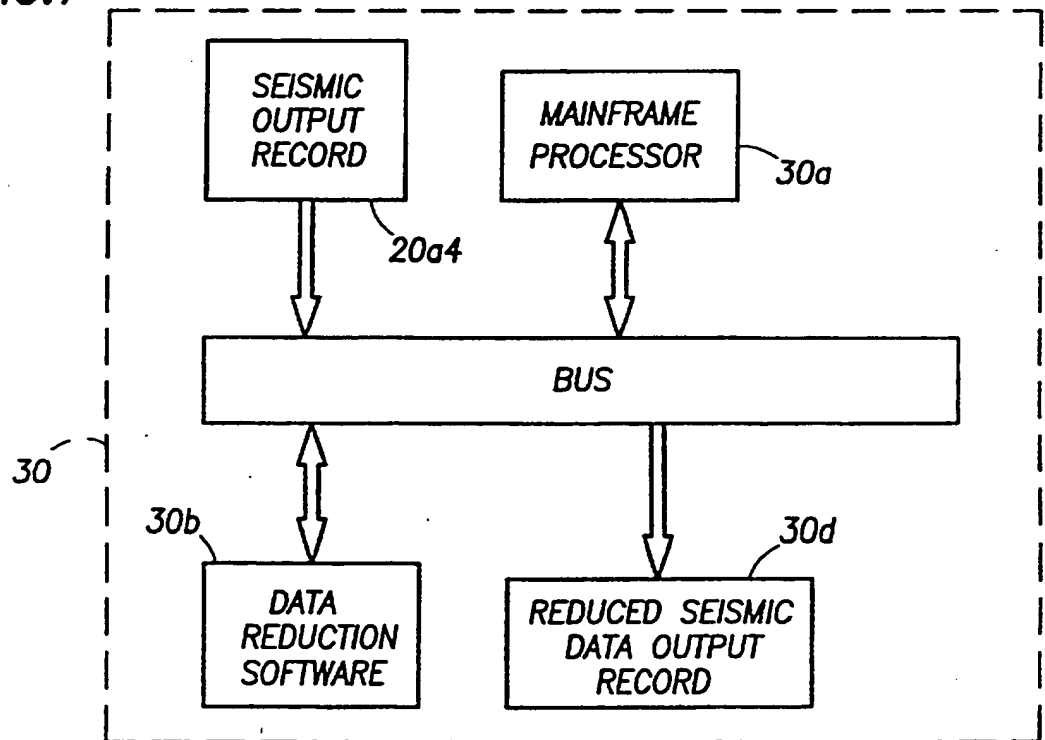 SEISMIC
OUTPUT
RECORD
20a4
MAINFRAME
PROCESSOR
30a
BUS
30
30b
DATA
REDUCTION
SOFTWARE
30d
REDUCED SEISMIC
DATA OUTPUT
RECORD